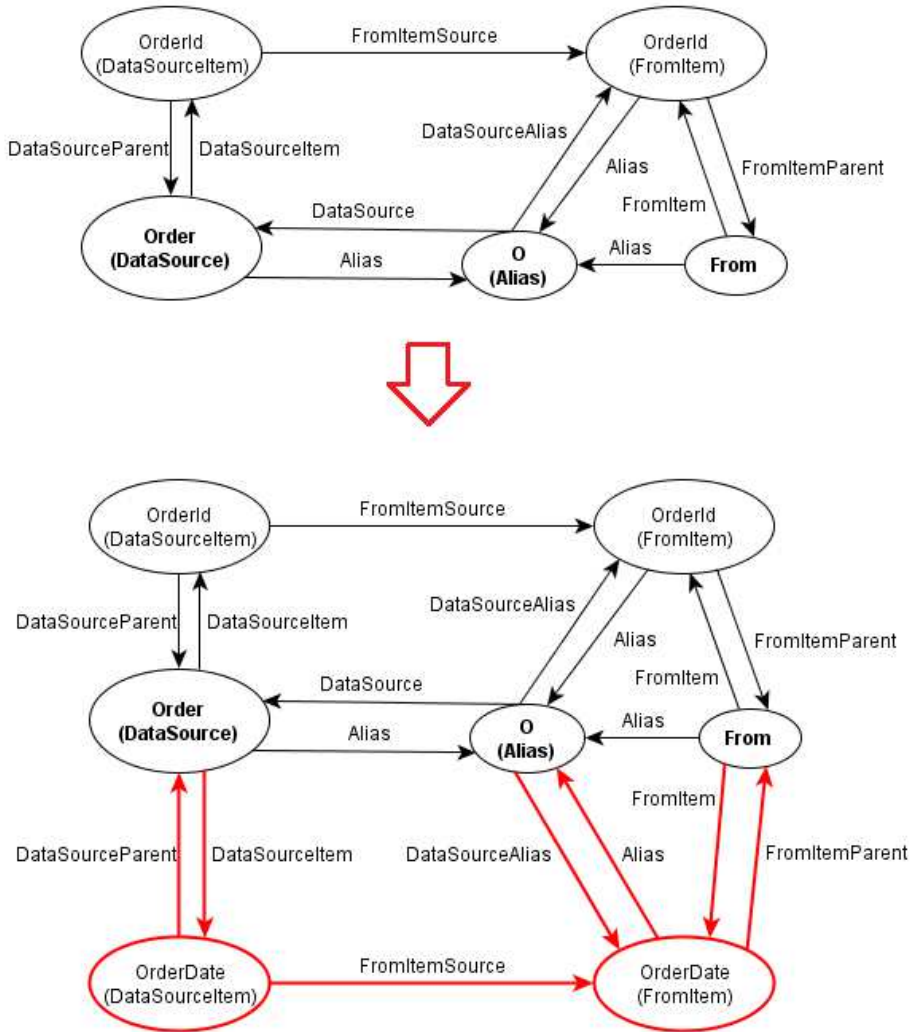 OrderId
(DataSourceItem)
FromItemSource
OrderId
(FromItem)
DataSourceAlias
DataSourceParent
DataSourceItem
Alias
FromItemParent
FromItem
DataSource
Order
(DataSource)
Alias
O
(Alias)
Alias
From
OrderId
(DataSourceItem)
FromItemSource
OrderId
(FromItem)
DataSourceAlias
DataSourceParent
DataSourceItem
Alias
FromItemParent
FromItem
DataSource
Order
(DataSource)
Alias
O
(Alias)
Alias
From
FromItem
DataSourceParent
DataSourceItem
DataSourceAlias
Alias
FromItemParent
OrderDate
(DataSourceItem)
FromItemSource
OrderDate
(FromItem)